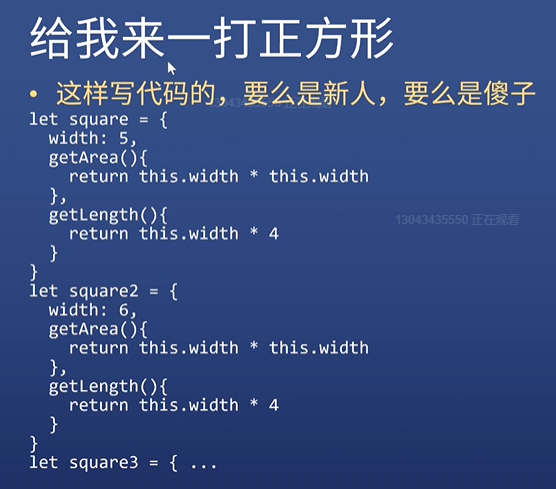 给我来一打正方形
• 这样写代码的，要么是新人，要么是傻子
let square = {
  width: 5,
  getArea(){
    return this.width * this.width
  },
  getLength(){
    return this.width * 4
  }
}
let square2 = {
  width: 6,
  getArea(){
    return this.width * this.width
  },
  getLength(){
    return this.width * 4
  }
}
let square3 = { ...
13043435550 正在观看